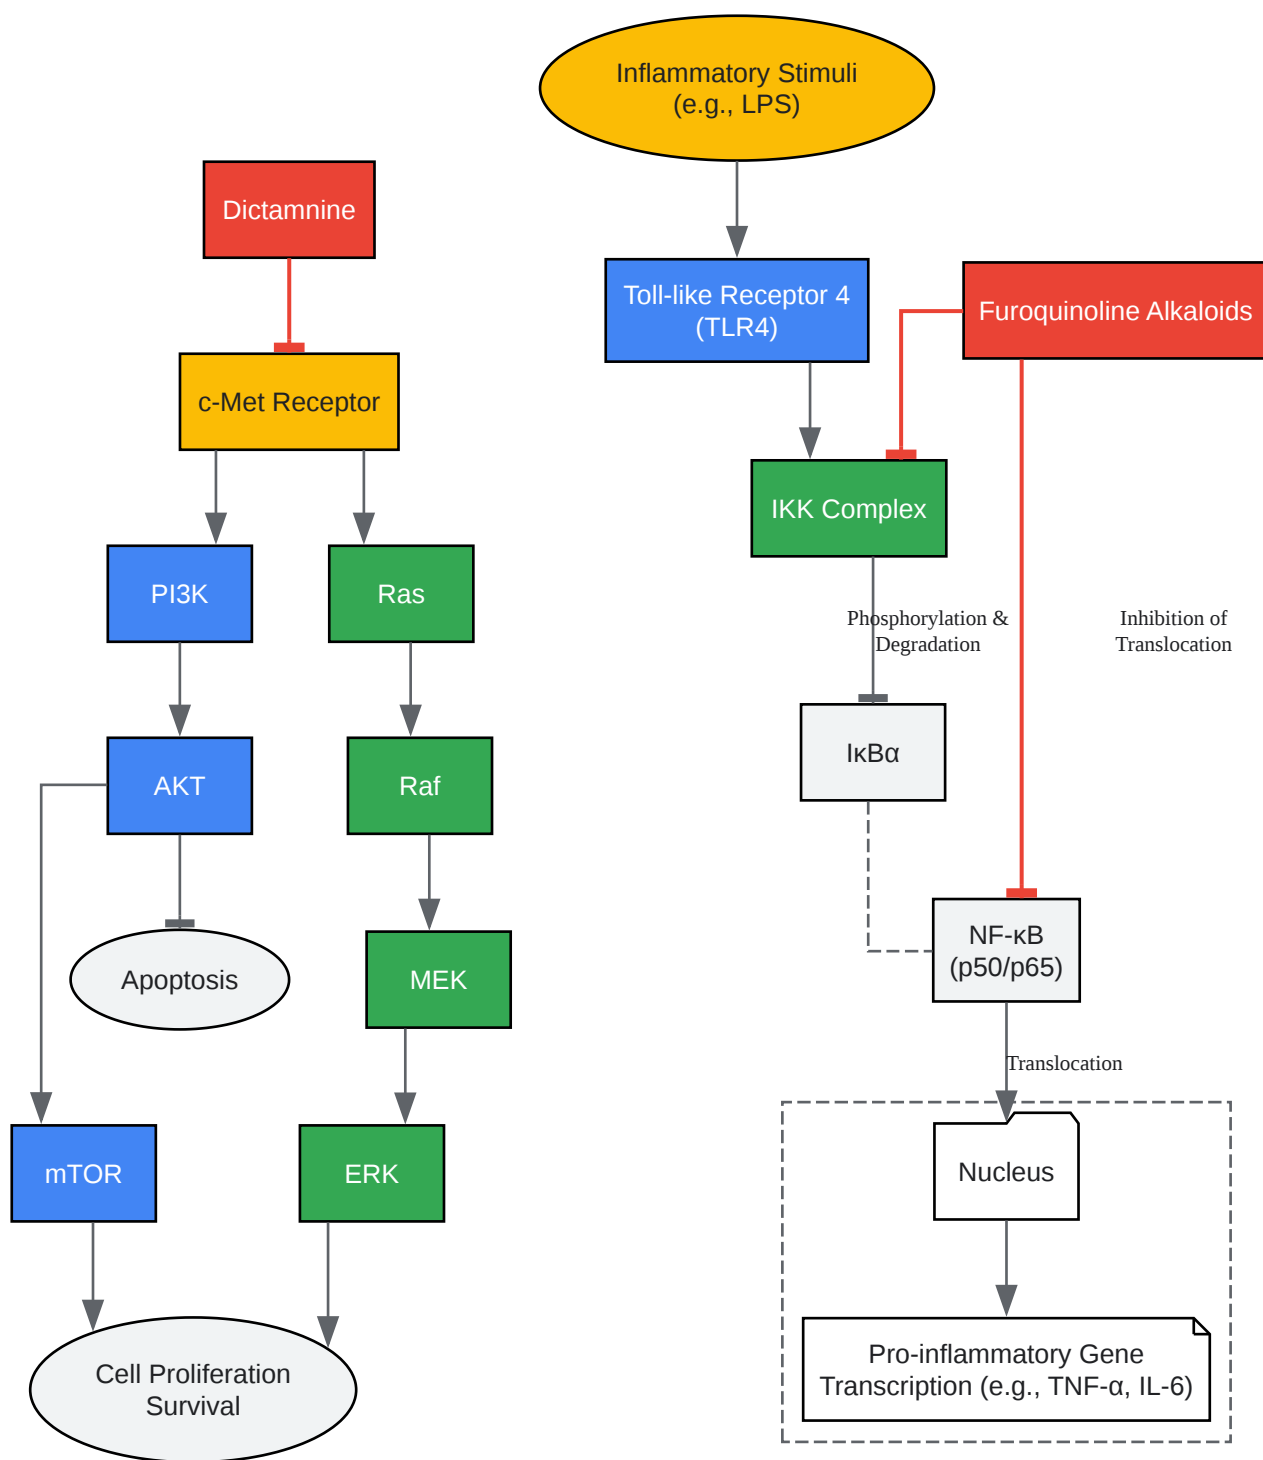 Inflammatory Stimuli
(e.g., LPS)
Dictamnine
Toll-like Receptor 4
(TLR4)
Furoquinoline Alkaloids
c-Met Receptor
IKK Complex
PI3K
Ras
Phosphorylation &
Degradation
Inhibition of
Translocation
AKT
Raf
IκBα
Apoptosis
MEK
NF-κB
(p50/p65)
Translocation
mTOR
ERK
Nucleus
Cell Proliferation
Survival
Pro-inflammatory Gene
Transcription (e.g., TNF-α, IL-6)